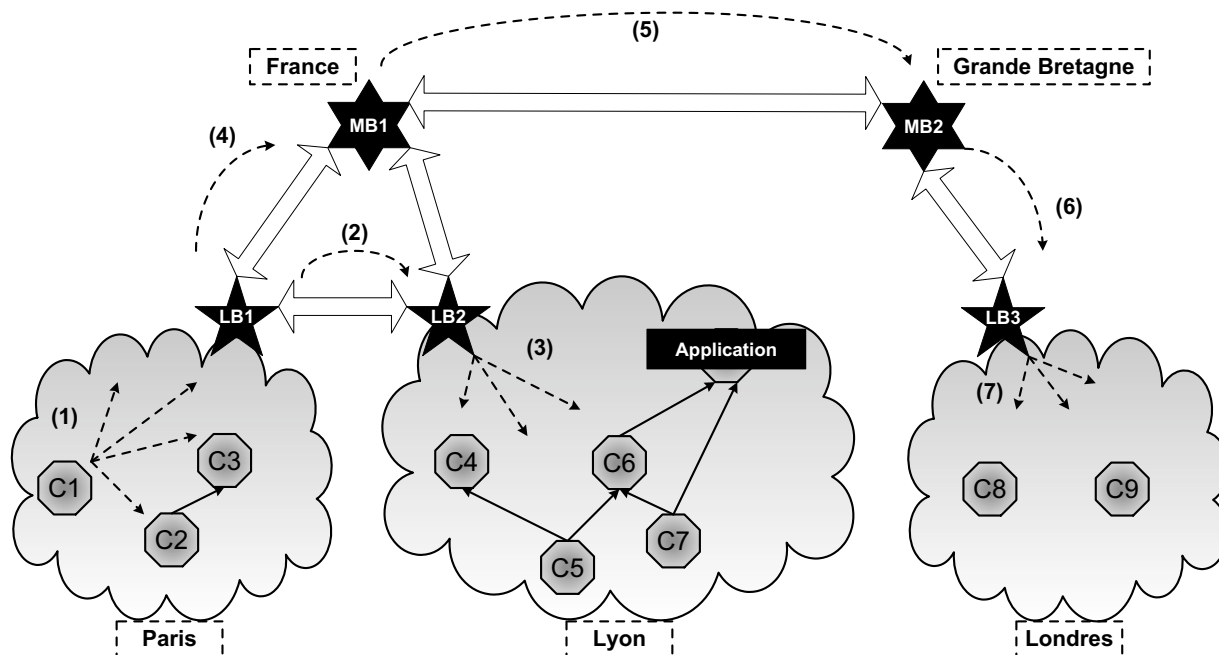 (5)
France
Grande Bretagne
MB1
MB2
(4)
(2)
(6)
LB1
LB2
LB3
(3)
Application
(1)
(7)
C3
C4
C6
C1
C8
C9
C2
C7
C5
Paris
Lyon
Londres